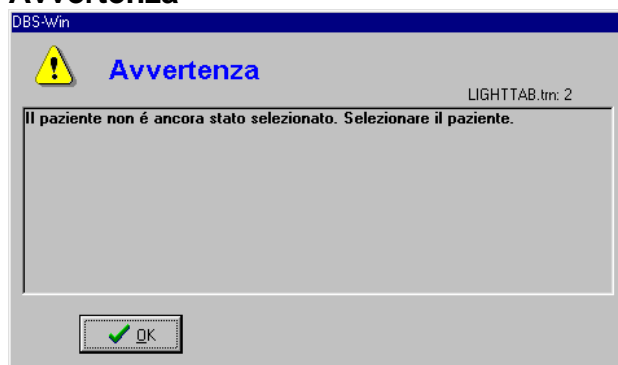 Avvertenza
DBS-Win
Avvertenza
LIGHTTAB.trn: 2
Il paziente non é ancora stato selezionato. Selezionare il paziente.
OK